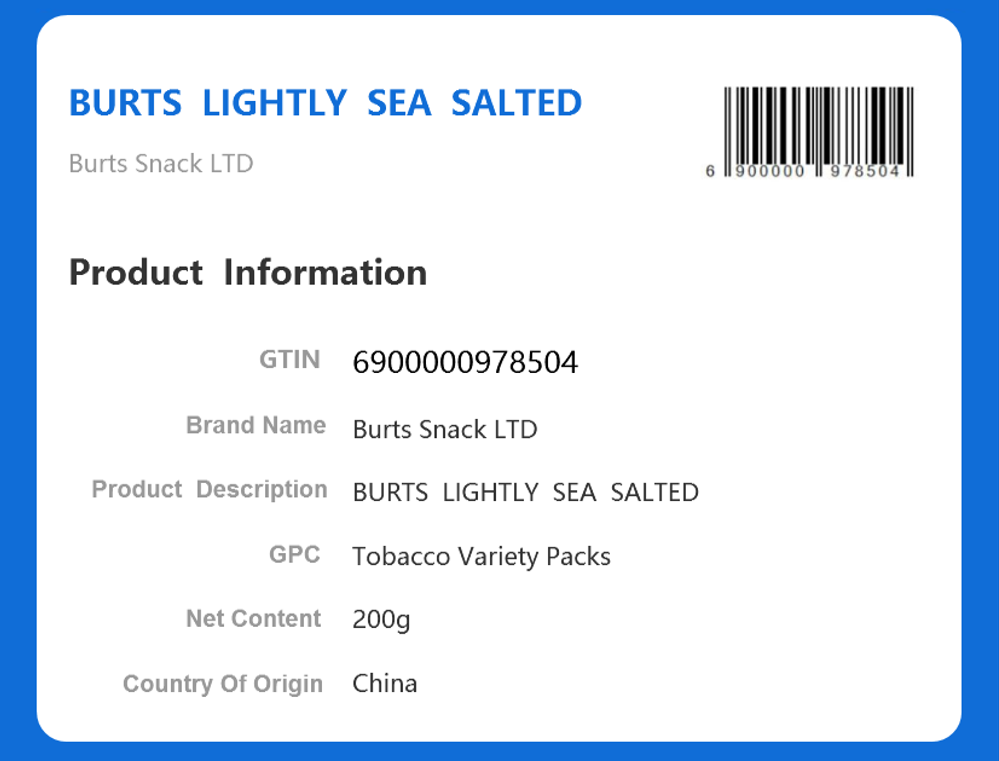 BURTS LIGHTLY SEA SALTED
Burts Snack LTD
6 900000 978504
Product Information
GTIN 6900000978504
Brand Name Burts Snack LTD
Product Description BURTS LIGHTLY SEA SALTED
GPC Tobacco Variety Packs
Net Content 200g
Country Of Origin China